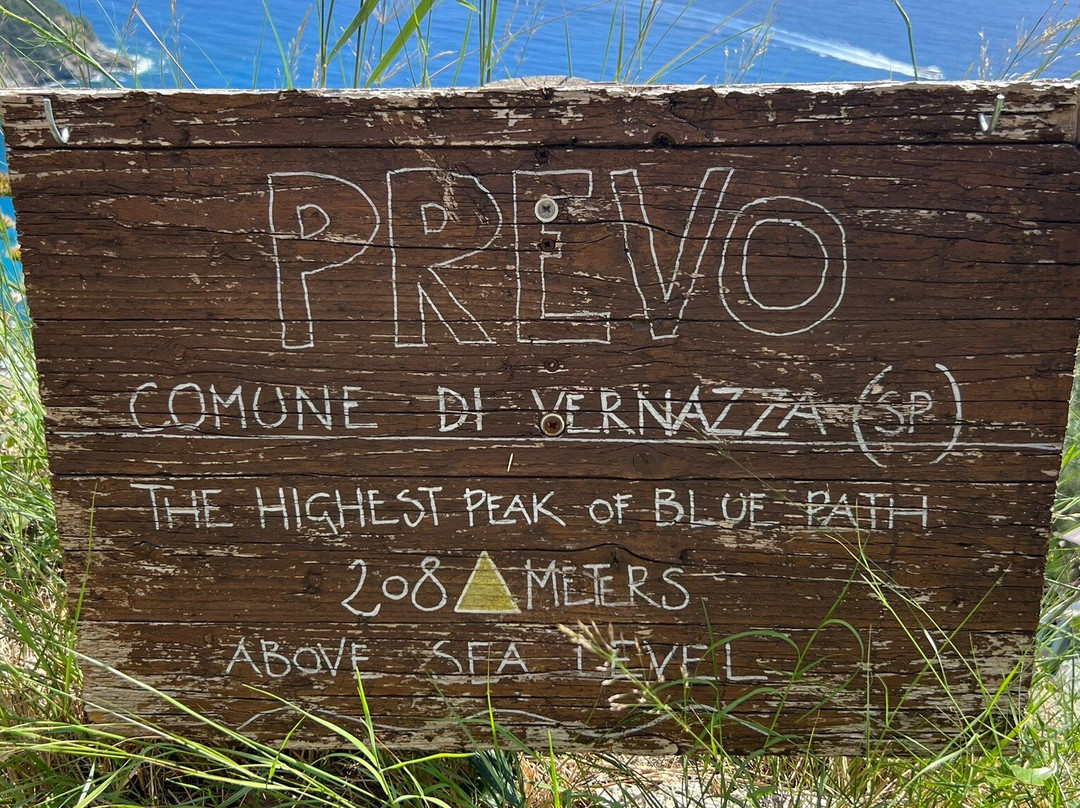 PREVO
COMUNE DI VERNAZZA (SP)
THE HIGHEST PEAK OF BLUE PATH
208 METERS
ABOVE SEA LEVEL